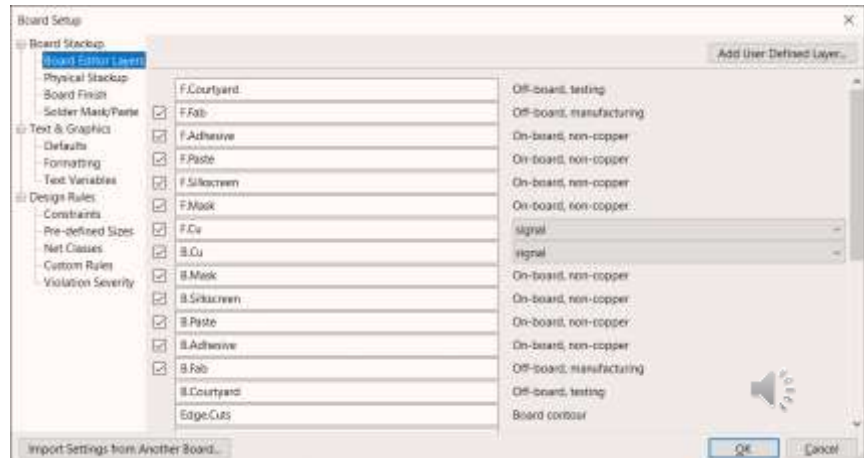 Board Setup
Board Stackup
Board Editor Layers
Physical Stackup
Board Finish
Solder Mask/Paste
Text & Graphics
Defaults
Formatting
Text Variables
Design Rules
Constraints
Pre-defined Sizes
Net Classes
Custom Rules
Violation Severity
Add User Defined Layer...
F.Courtyard Off-board, testing
F.Fab Off-board, manufacturing
F.Adhesive On-board, non-copper
F.Paste On-board, non-copper
F.Silkscreen On-board, non-copper
F.Mask On-board, non-copper
F.Cu signal
B.Cu signal
B.Mask On-board, non-copper
B.Silkscreen On-board, non-copper
B.Paste On-board, non-copper
B.Adhesive On-board, non-copper
B.Fab Off-board, manufacturing
B.Courtyard Off-board, testing
Edge.Cuts Board contour
Import Settings from Another Board...
OK
Cancel